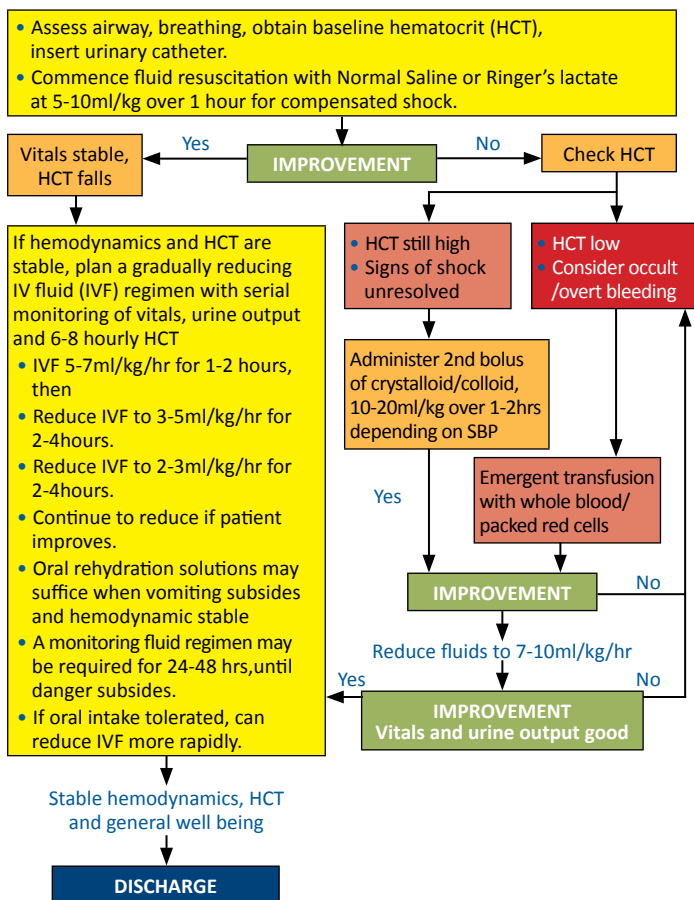 • Assess airway, breathing, obtain baseline hematocrit (HCT),
insert urinary catheter.
• Commence fluid resuscitation with Normal Saline or Ringer's lactate
at 5-10ml/kg over 1 hour for compensated shock.
Yes
No
Vitals stable,
HCT falls
IMPROVEMENT
Check HCT
If hemodynamics and HCT are
stable, plan a gradually reducing
IV fluid (IVF) regimen with serial
monitoring of vitals, urine output
and 6-8 hourly HCT
• IVF 5-7ml/kg/hr for 1-2 hours,
then
• Reduce IVF to 3-5ml/kg/hr for
2-4hours.
• Reduce IVF to 2-3ml/kg/hr for
2-4hours.
• Continue to reduce if patient
improves.
• Oral rehydration solutions may
suffice when vomiting subsides
and hemodynamic stable
• A monitoring fluid regimen may
be required for 24-48 hrs,until
danger subsides.
• If oral intake tolerated, can
reduce IVF more rapidly.
• HCT still high
• Signs of shock
unresolved
• HCT low
• Consider occult
/overt bleeding
Administer 2nd bolus
of crystalloid/colloid,
10-20ml/kg over 1-2hrs
depending on SBP
Yes
Emergent transfusion
with whole blood/
packed red cells
IMPROVEMENT
No
Reduce fluids to 7-10ml/kg/hr
Yes
No
IMPROVEMENT
Vitals and urine output good
Stable hemodynamics, HCT
and general well being
DISCHARGE